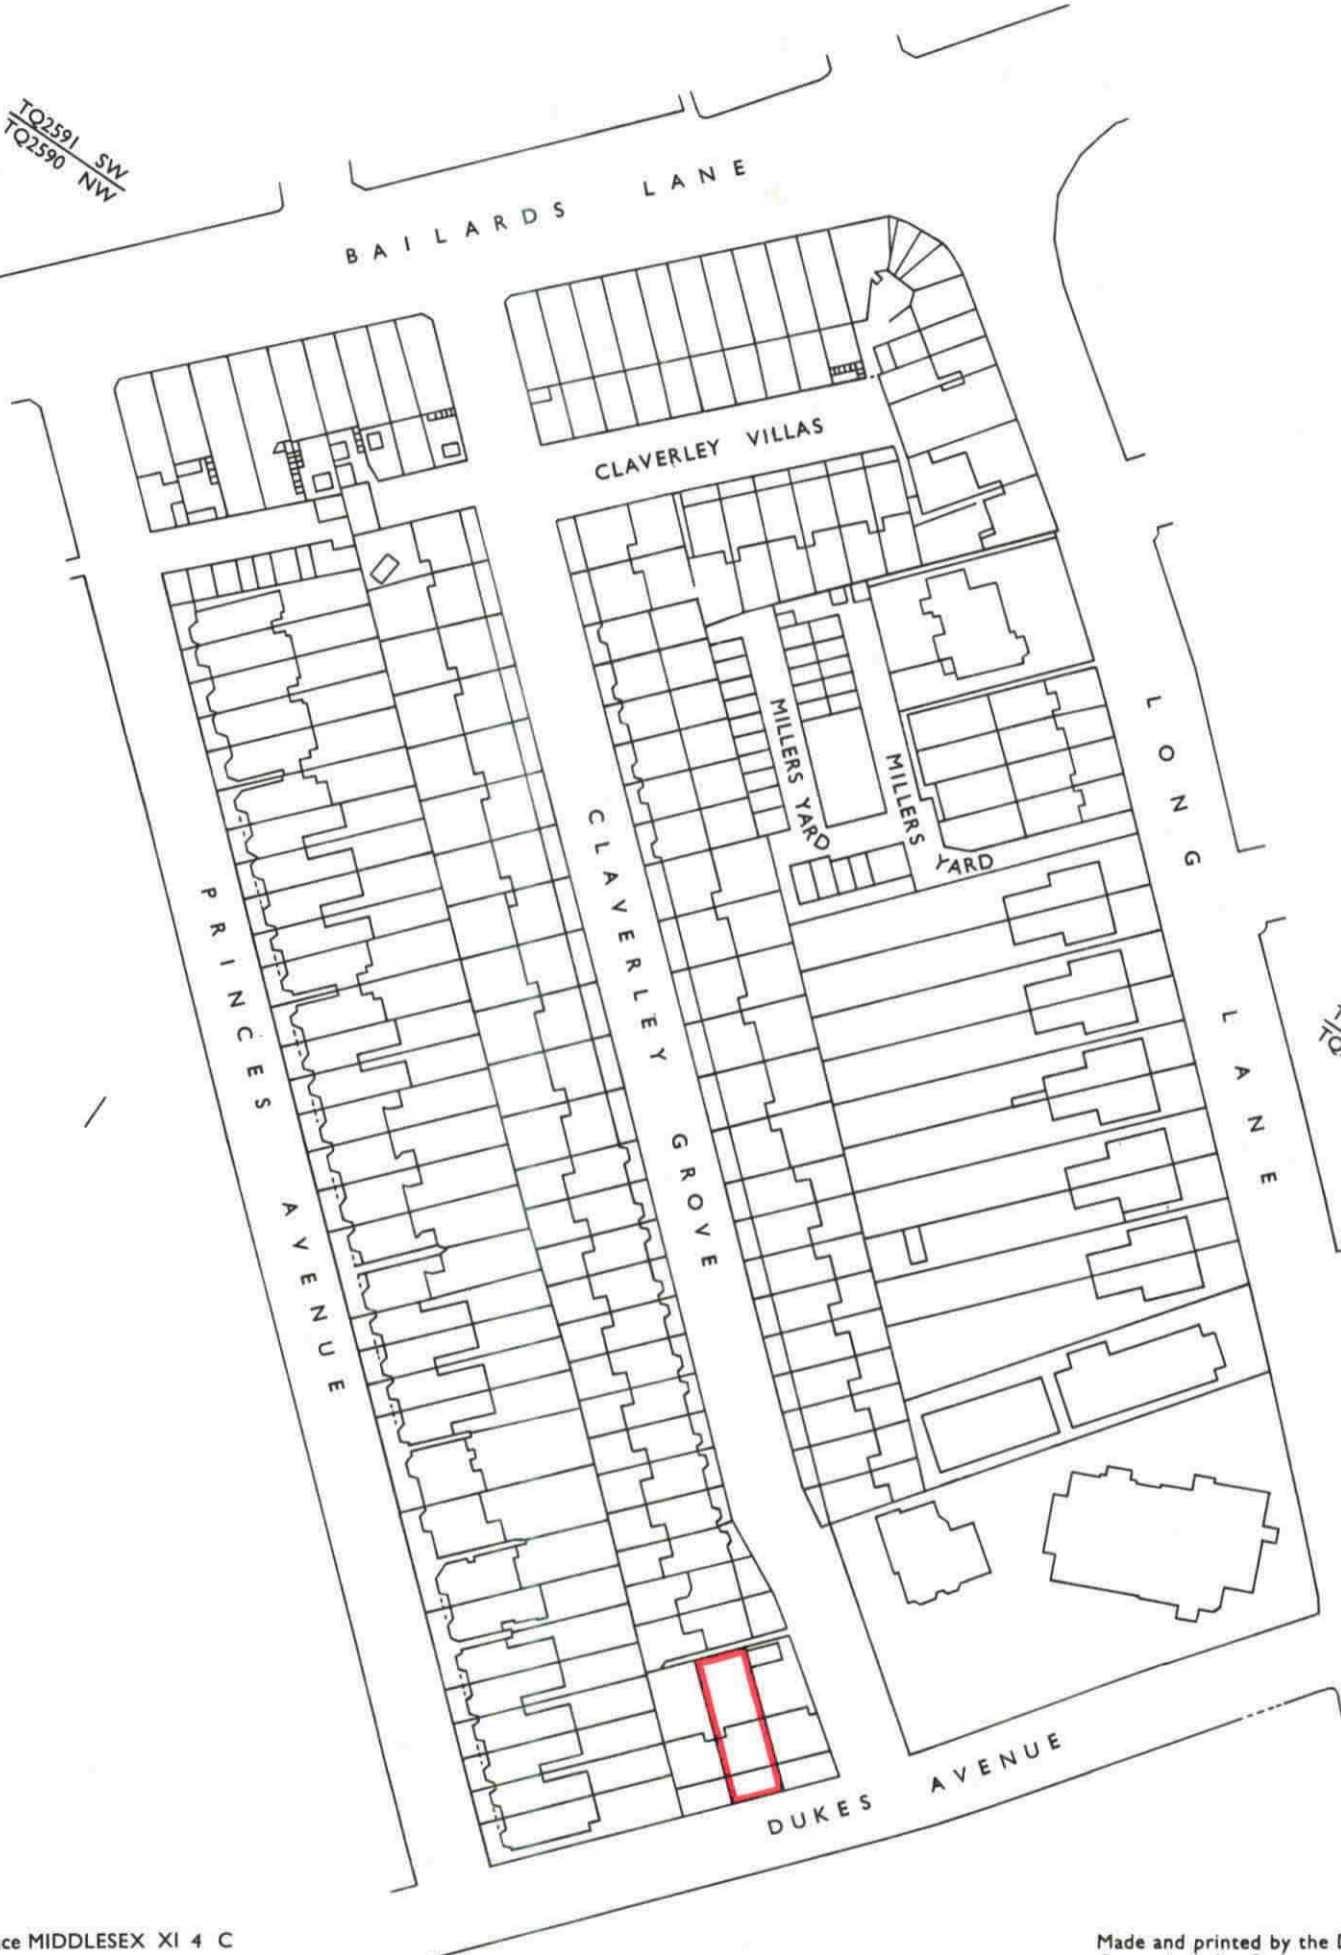 TQ2591 SW
TQ2590 NW
BAILARDS LANE
CLAVERLEY VILLAS
MILLERS YARD
MILLERS YARD
LONG LANE
CLAVERLEY GROVE
PRINCES AVENUE
TQ
DUKES AVENUE
ce MIDDLESEX XI 4 C
Made and printed by the